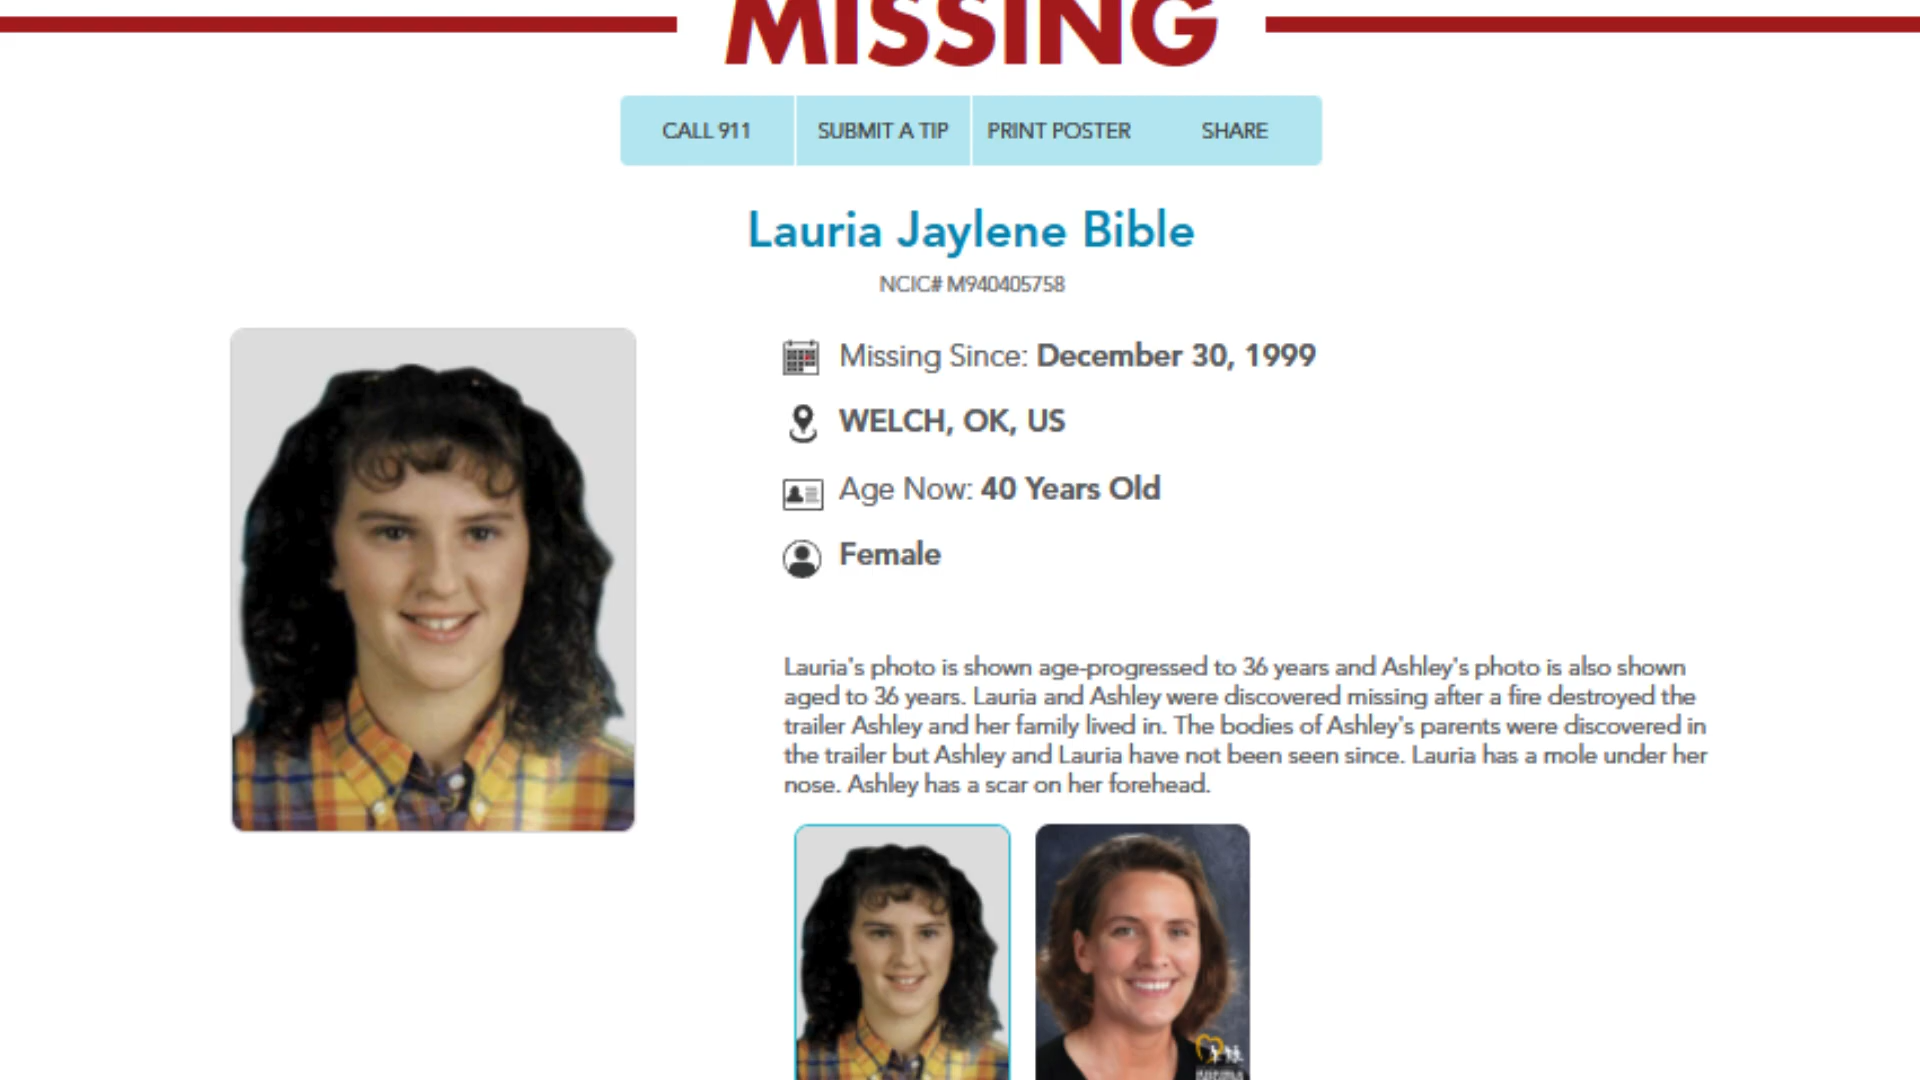 MISSING
CALL 911
SUBMIT A TIP
PRINT POSTER
SHARE
Lauria Jaylene Bible
NCIC# M940405758
Missing Since: December 30, 1999
WELCH, OK, US
Age Now: 40 Years Old
Female
Lauria's photo is shown age-progressed to 36 years and Ashley's photo is also shown
aged to 36 years. Lauria and Ashley were discovered missing after a fire destroyed the
trailer Ashley and her family lived in. The bodies of Ashley's parents were discovered in
the trailer but Ashley and Lauria have not been seen since. Lauria has a mole under her
nose. Ashley has a scar on her forehead.